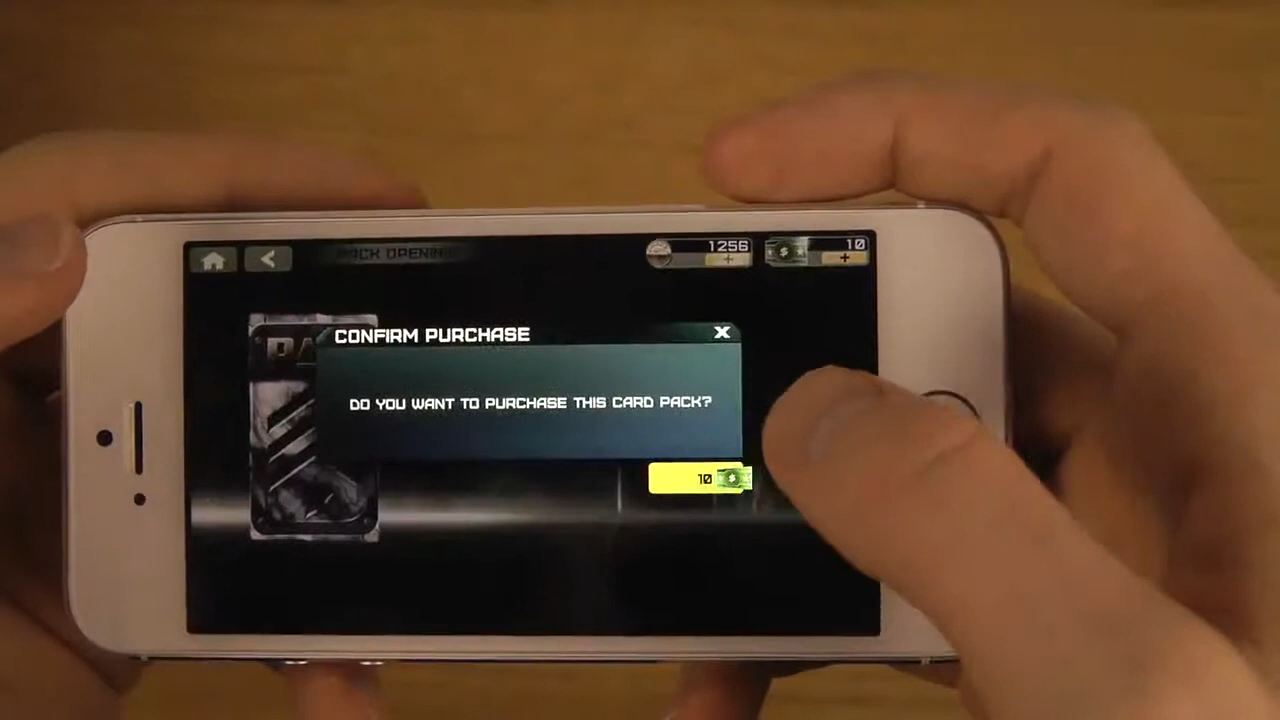 1256
10
CONFIRM PURCHASE X
DO YOU WANT TO PURCHASE THIS CARD PACK?
10